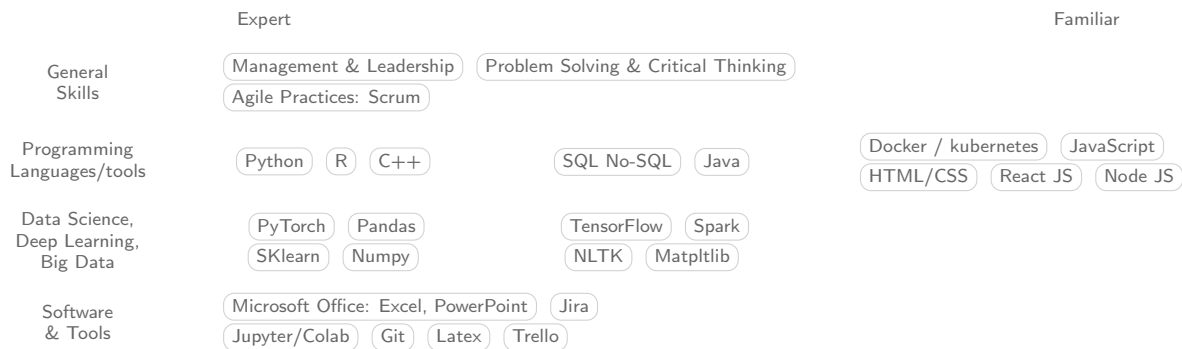 Expert Familiar
General
Skills
Management & Leadership Problem Solving & Critical Thinking
Agile Practices: Scrum
Programming
Languages/tools
Python R C++ SQL No-SQL Java
Docker / kubernetes JavaScript
HTML/CSS React JS Node JS
Data Science,
Deep Learning,
Big Data
PyTorch Pandas TensorFlow Spark
SKlearn Numpy NLTK Matpltlib
Software
& Tools
Microsoft Office: Excel, PowerPoint Jira
Jupyter/Colab Git Latex Trello